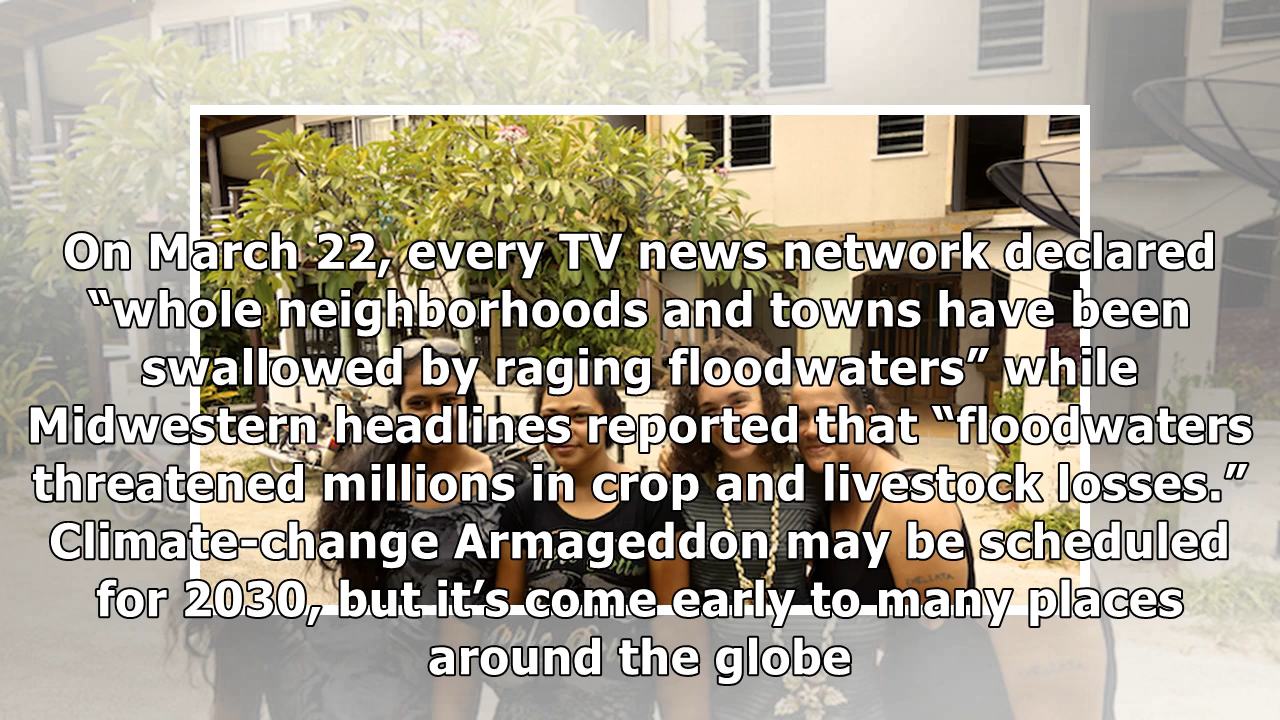 On March 22, every TV news network declared
“whole neighborhoods and towns have been
swallowed by raging floodwaters” while
Midwestern headlines reported that “floodwaters
threatened millions in crop and livestock losses.”
Climate-change Armageddon may be scheduled
for 2030, but it’s come early to many places
around the globe